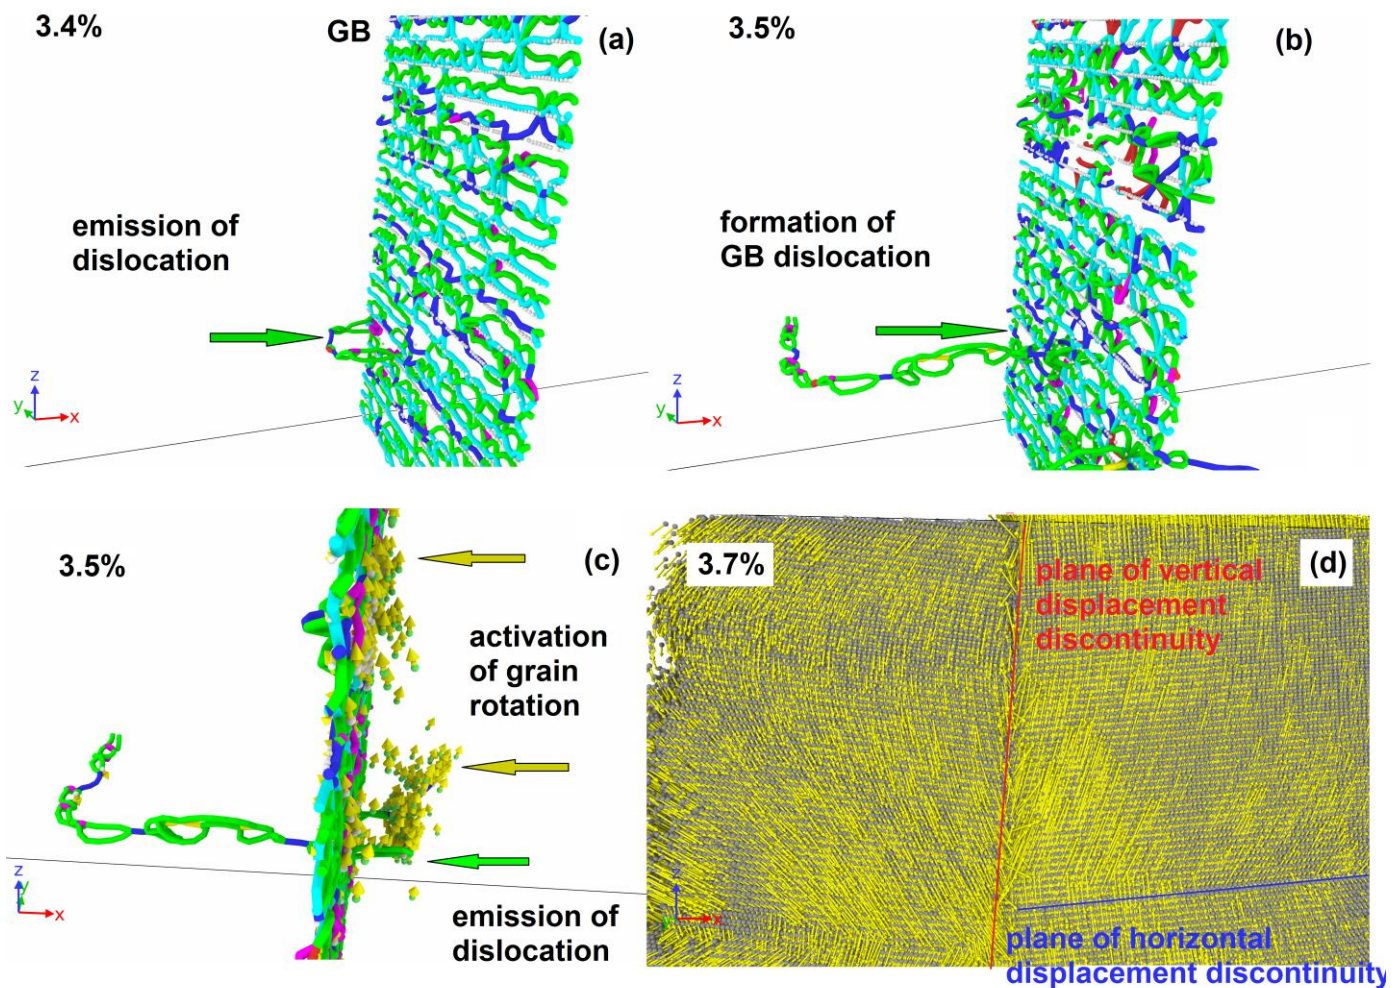 3.4%
GB
(a)
emission of
dislocation
z
y
x
3.5%
(b)
formation of
GB dislocation
z
y
x
3.5%
(c)
activation
of grain
rotation
emission of
dislocation
z
y
x
3.7%
(d)
plane of vertical
displacement
discontinuity
z
y
x
plane of horizontal
displacement discontinuity